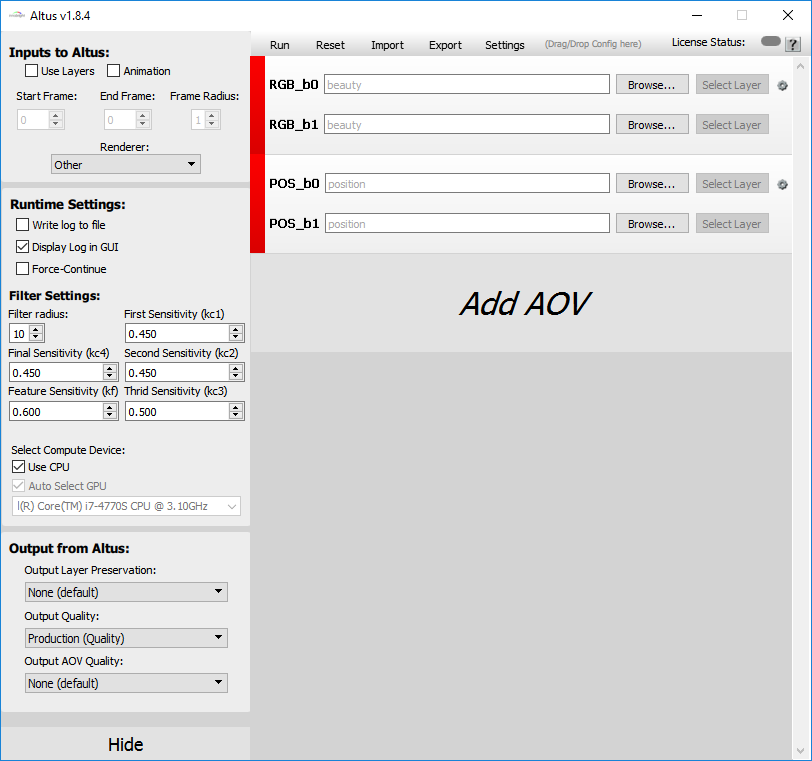 Altus v1.8.4
Inputs to Altus:
Use Layers Animation
Start Frame: End Frame: Frame Radius:
0 0 1
Renderer:
Other
Runtime Settings:
Write log to file
Display Log in GUI
Force-Continue
Filter Settings:
Filter radius: First Sensitivity (kc1)
10 0.450
Final Sensitivity (kc4) Second Sensitivity (kc2)
0.450 0.450
Feature Sensitivity (kf) Thrid Sensitivity (kc3)
0.600 0.500
Select Compute Device:
Use CPU
Auto Select GPU
l(R) Core(TM) i7-4770S CPU @ 3.10GHz
Output from Altus:
Output Layer Preservation:
None (default)
Output Quality:
Production (Quality)
Output AOV Quality:
None (default)
Hide
Run Reset Import Export Settings (Drag/Drop Config here) License Status: ?
RGB_b0 beauty Browse... Select Layer
RGB_b1 beauty Browse... Select Layer
POS_b0 position Browse... Select Layer
POS_b1 position Browse... Select Layer
Add AOV